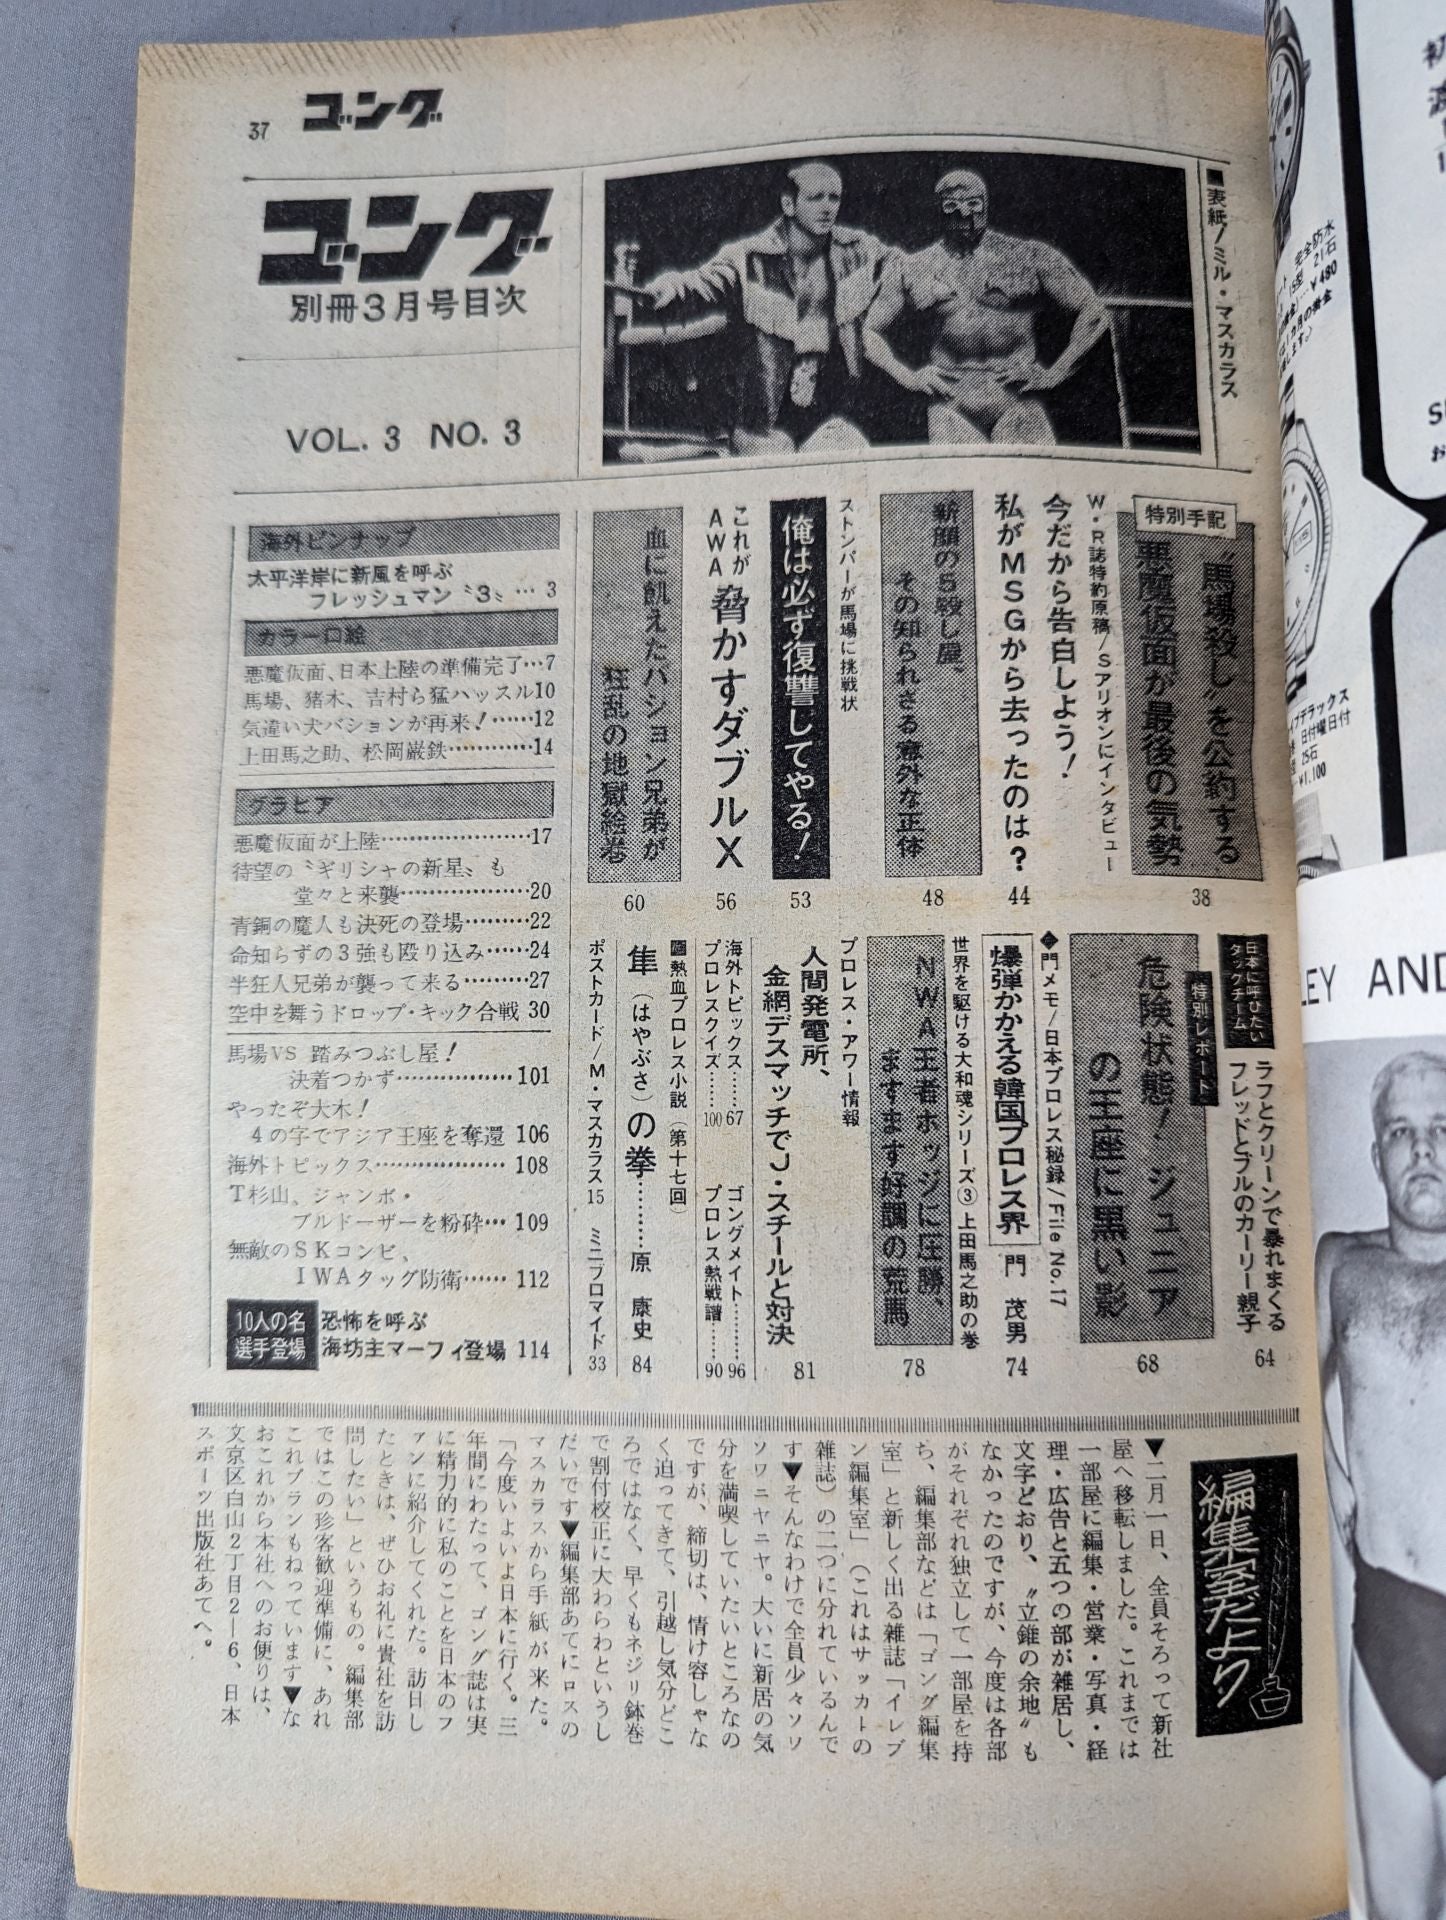 37 ゴング
ゴング
別冊3月号目次
VOL. 3 NO. 3
■表紙/ミル・マスカラス
特別手記
〝馬場殺し〟を公約する
悪魔仮面が最後の気勢
38
W・R誌特約原稿/Sアリオンにインタビュー
今だから告白しよう!
私がMSGから去ったのは?
44
新顔の5殺し屋、
その知られざる意外な正体
48
ストンパーが馬場に挑戦状
俺は必ず復讐してやる!
53
これが
AWA
脅かすダブルX
56
血に飢えたバション兄弟が
狂乱の地獄絵巻
60
日本に呼びたい
タッグチーム
ラフとクリーンで暴れまくる
フレッドとブルのカーリー親子
64
特別レポート
危険状態!ジュニア
の王座に黒い影
68
◆門メモ/日本プロレス秘録/File No.17
爆弾かかえる韓国プロレス界
門 茂男
74
世界を駆ける大和魂シリーズ③上田馬之助の巻
NWA王者ホッジに圧勝、
ますます好調の荒馬
78
プロレス・アワー情報
人間発電所、
金網デスマッチでJ・スチールと対決
81
海外トピックス……67
プロレスクイズ……100
ゴングメイト………96
プロレス熱戦譜……90
熱血プロレス小説(第十七回)
隼(はやぶさ)の拳………原 康史
84
ポストカード/M・マスカラス15
ミニブロマイド33
海外ピンナップ
太平洋岸に新風を呼ぶ
フレッシュマン〝3〟…3
カラー口絵
悪魔仮面、日本上陸の準備完了…7
馬場、猪木、吉村ら猛ハッスル10
気違い犬バションが再来!……12
上田馬之助、松岡巌鉄…………14
グラビア
悪魔仮面が上陸…………………17
待望の〝ギリシャの新星〟も
堂々と来襲………………20
青銅の魔人も決死の登場………22
命知らずの3強も殴り込み……24
半狂人兄弟が襲って来る………27
空中を舞うドロップ・キック合戦30
馬場VS踏みつぶし屋!
決着つかず……………101
やったぞ大木!
4の字でアジア王座を奪還106
海外トピックス………………108
T杉山、ジャンボ・
ブルドーザーを粉砕…109
無敵のSKコンビ、
IWAタッグ防衛……112
10人の名
選手登場
恐怖を呼ぶ
海坊主マーフィ登場 114
編集室だより
▼二月一日、全員そろって新社
屋へ移転しました。これまでは
一部屋に編集・営業・写真・経
理・広告と五つの部が雑居し、
文字どおり、〝立錐の余地〟も
なかったのですが、今度は各部
がそれぞれ独立して一部屋を持
ち、編集部などは「ゴング編集
室」と新しく出る雑誌「イレブ
ン編集室」(これはサッカーの
雑誌)の二つに分れているんで
す▼そんなわけで全員少々ソソ
ソワニヤニヤ。大いに新居の気
分を満喫していたいところなの
ですが、締切は、情け容しゃな
く迫ってきて、引越し気分どこ
ろではなく、早くもネジリ鉢巻
で割付校正に大わらわというし
だいです▼編集部あてにロスの
マスカラスから手紙が来た。
「今度いよいよ日本に行く。三
年間にわたって、ゴング誌は実
に精力的に私のことを日本のフ
ァンに紹介してくれた。訪日し
たときは、ぜひお礼に貴社を訪
問したい」というもの。編集部
ではこの珍客歓迎準備に、あれ
これプランもねっています▼な
おこれから本社へのお便りは、
文京区白山2丁目2―6、日本
スポーツ出版社あてへ。
完全防水
21石
¥480
イブデラックス
日付曜日付
25石
¥1,100
LEY AND